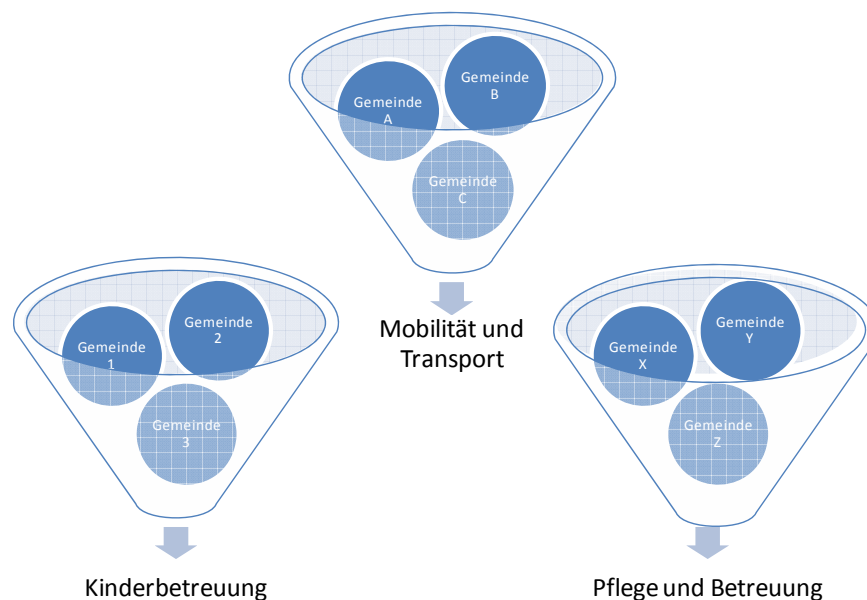 Gemeinde
A
Gemeinde
B
Gemeinde
C
Mobilität und
Transport
Gemeinde
1
Gemeinde
2
Gemeinde
3
Kinderbetreuung
Gemeinde
X
Gemeinde
Y
Gemeinde
Z
Pflege und Betreuung